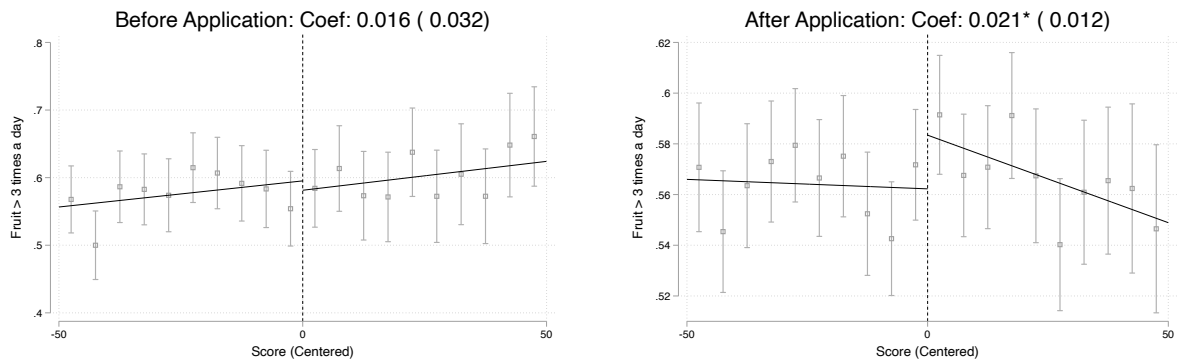 Before Application: Coef: 0.016 ( 0.032)
Fruit > 3 times a day
.8
.7
.6
.5
.4
-50
0
50
Score (Centered)
After Application: Coef: 0.021* ( 0.012)
Fruit > 3 times a day
.62
.6
.58
.56
.54
.52
-50
0
50
Score (Centered)